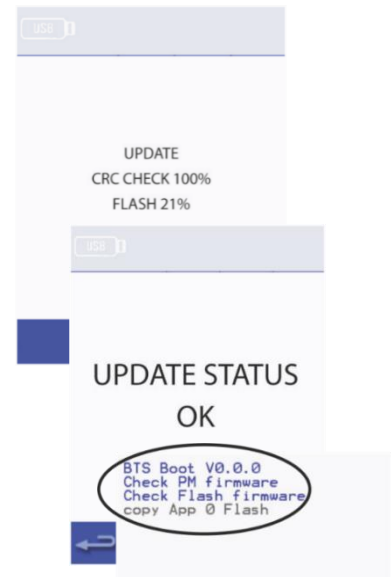 USB
UPDATE
CRC CHECK 100%
FLASH 21%
USB
UPDATE STATUS
OK
BTS Boot V0.0.0
Check PM firmware
Check Flash firmware
copy App 0 Flash